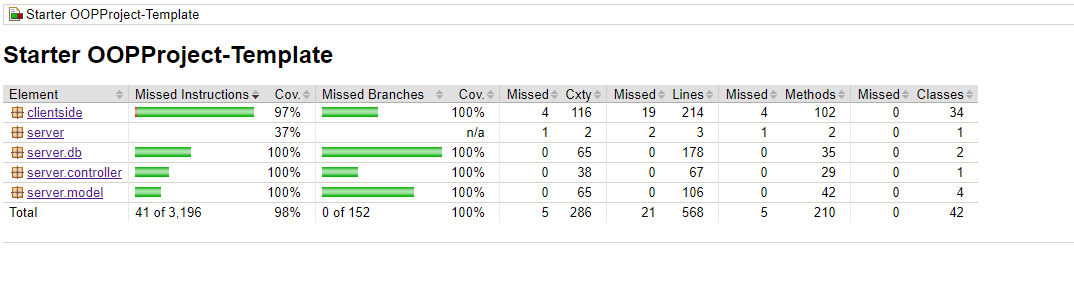 Starter OOPProject-Template
Starter OOPProject-Template
Element Missed Instructions Cov. Missed Branches Cov. Missed Cxty Missed Lines Missed Methods Missed Classes
clientside 97% 100% 4 116 19 214 4 102 0 34
server 37% n/a 1 2 2 3 1 2 0 1
server.db 100% 100% 0 65 0 178 0 35 0 2
server.controller 100% 100% 0 38 0 67 0 29 0 1
server.model 100% 100% 0 65 0 106 0 42 0 4
Total 41 of 3,196 98% 0 of 152 100% 5 286 21 568 5 210 0 42